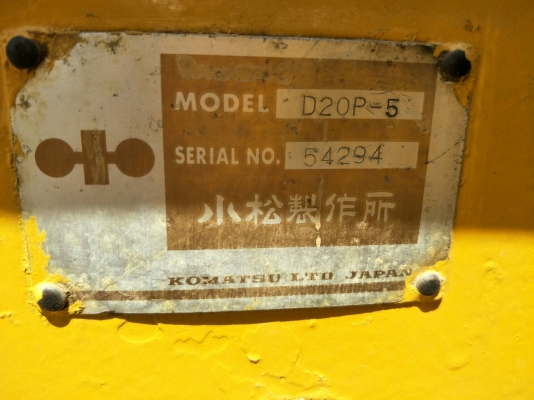 MODEL D20P-5
SERIAL NO. 54294
小松製作所
KOMATSU LTD JAPAN